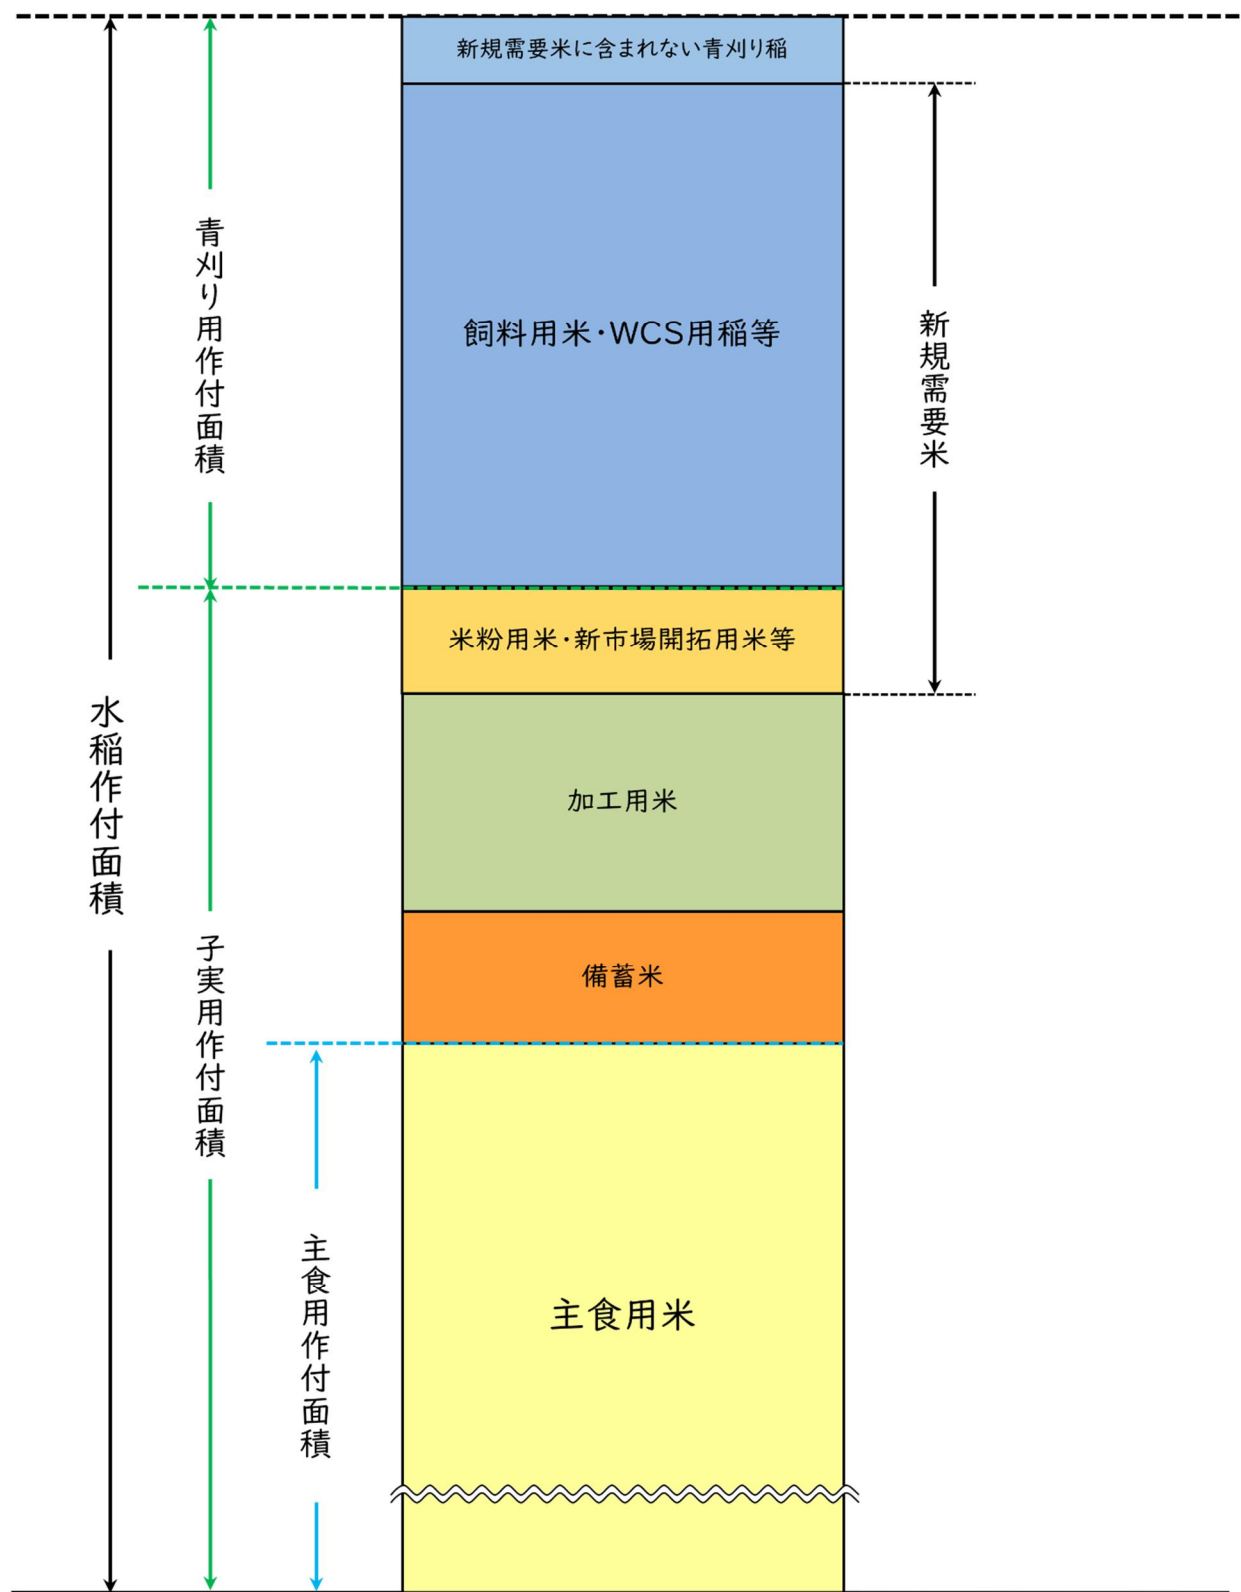 新規需要米に含まれない青刈り稲
飼料用米・WCS用稲等
米粉用米・新市場開拓用米等
加工用米
備蓄米
主食用米
水稲作付面積
青刈り用作付面積
子実用作付面積
主食用作付面積
新規需要米